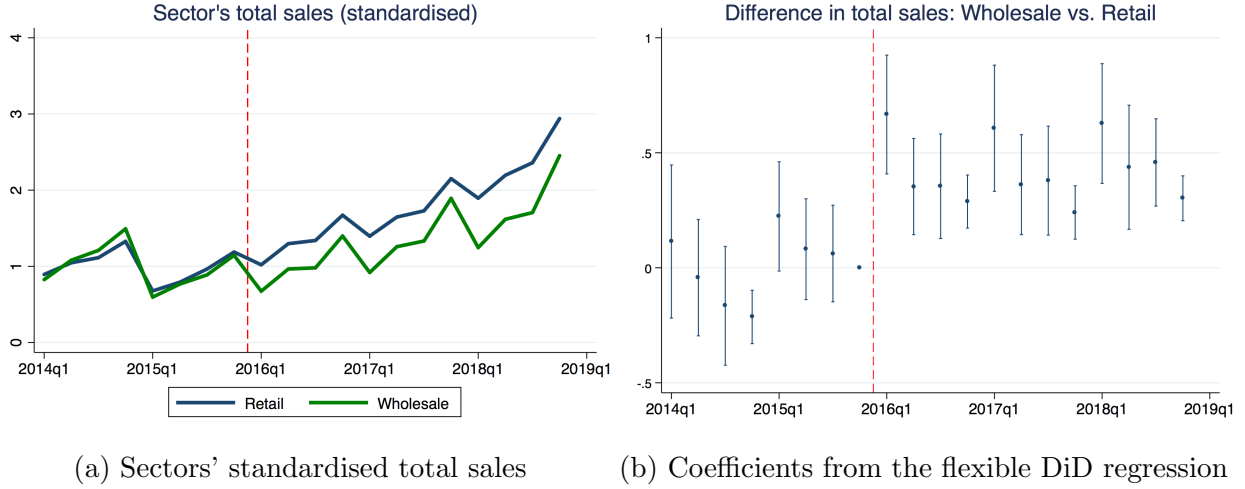 Sector's total sales (standardised)
4
3
2
1
0
2014q1 2015q1 2016q1 2017q1 2018q1 2019q1
Retail Wholesale
(a) Sectors' standardised total sales
Difference in total sales: Wholesale vs. Retail
1
.5
0
-.5
2014q1 2015q1 2016q1 2017q1 2018q1 2019q1
(b) Coefficients from the flexible DiD regression